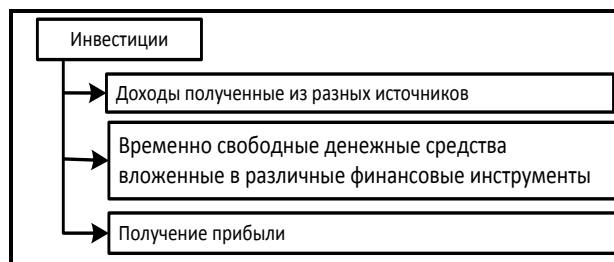 Инвестиции
Доходы полученные из разных источников
Временно свободные денежные средства
вложенные в различные финансовые инструменты
Получение прибыли